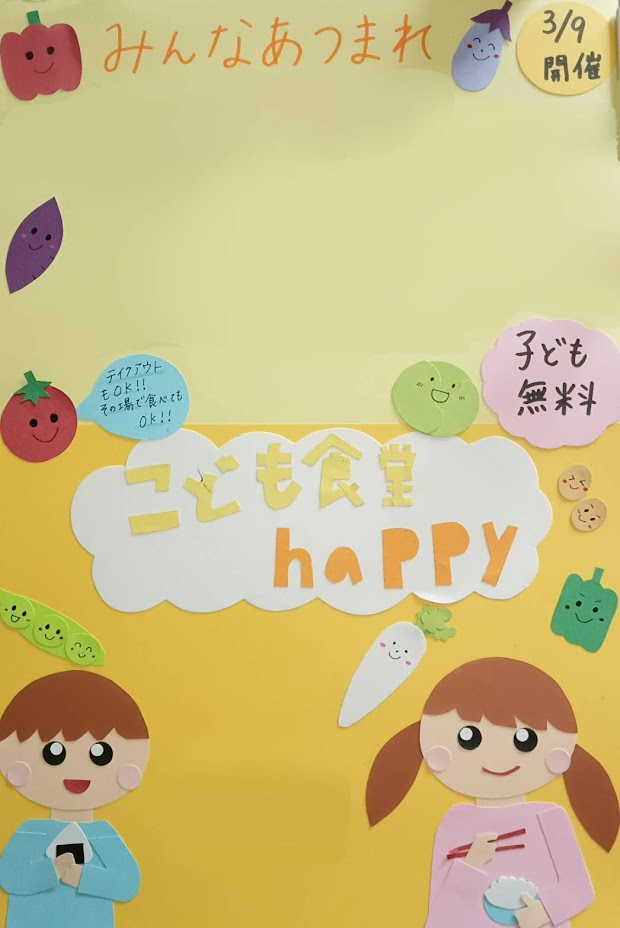 みんなあつまれ
3/9
開催
テイクアウト
もOK!!
その場で食べても
OK!!
子ども
無料
こども食堂
happy